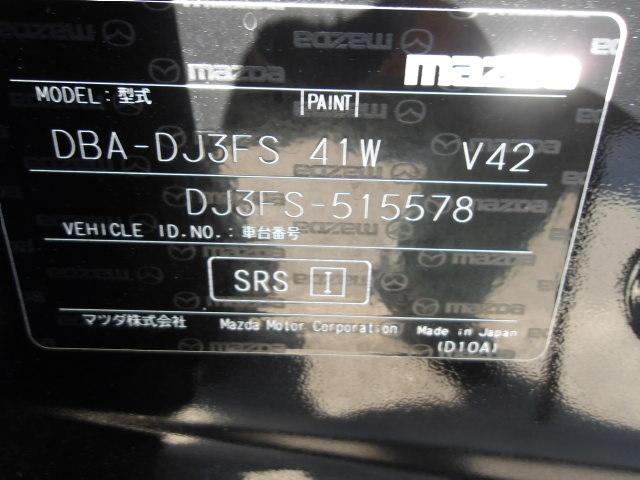 mazda
MODEL:型式 PAINT
DBA-DJ3FS 41W V42
DJ3FS-515578
VEHICLE ID.NO.:車台番号
SRS I
マツダ株式会社 Mazda Motor Corporation Made in Japan
(D10A)